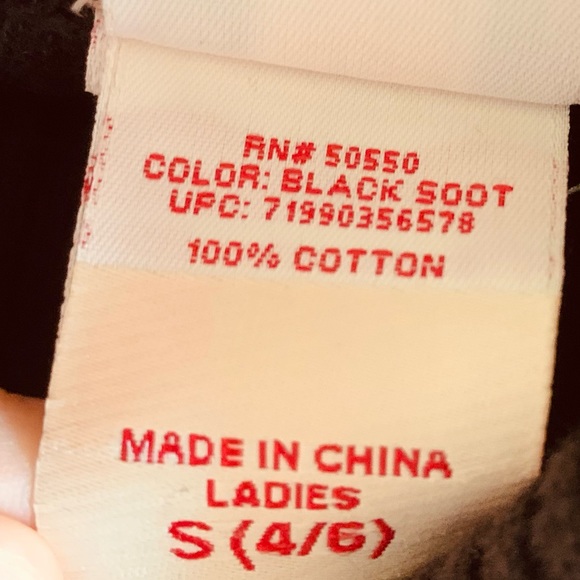 RN# 50550
COLOR: BLACK SOOT
UPC: 71990356578
100% COTTON
MADE IN CHINA
LADIES
S (4/6)